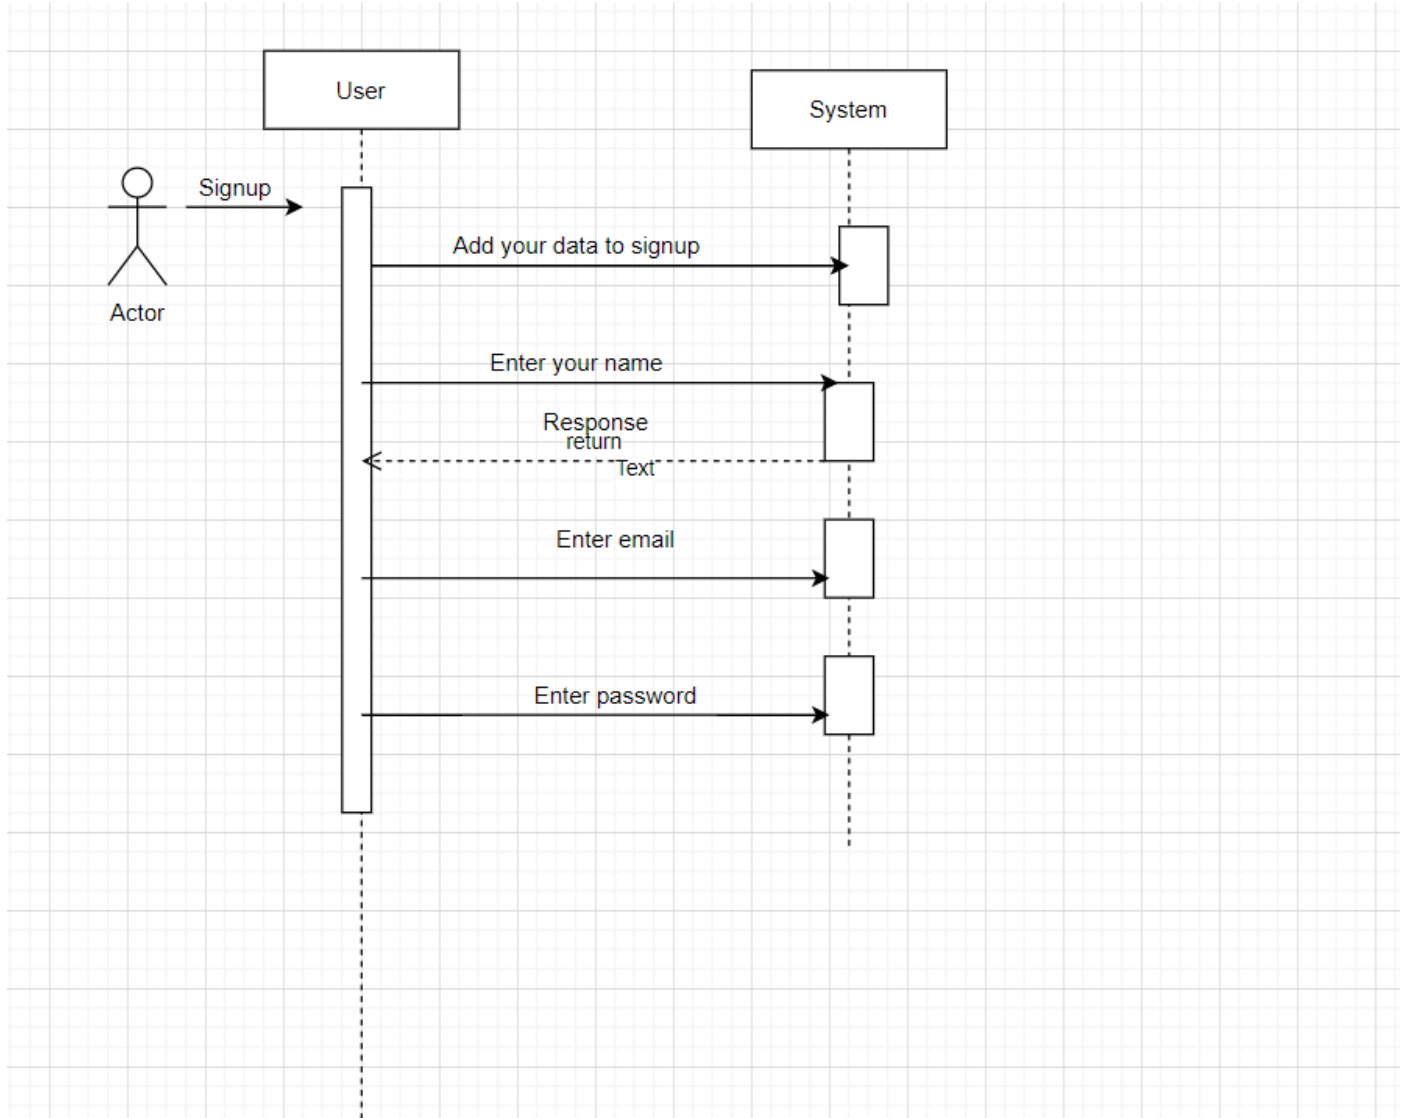 User
System
Signup
Actor
Add your data to signup
Enter your name
Response
return
Text
Enter email
Enter password